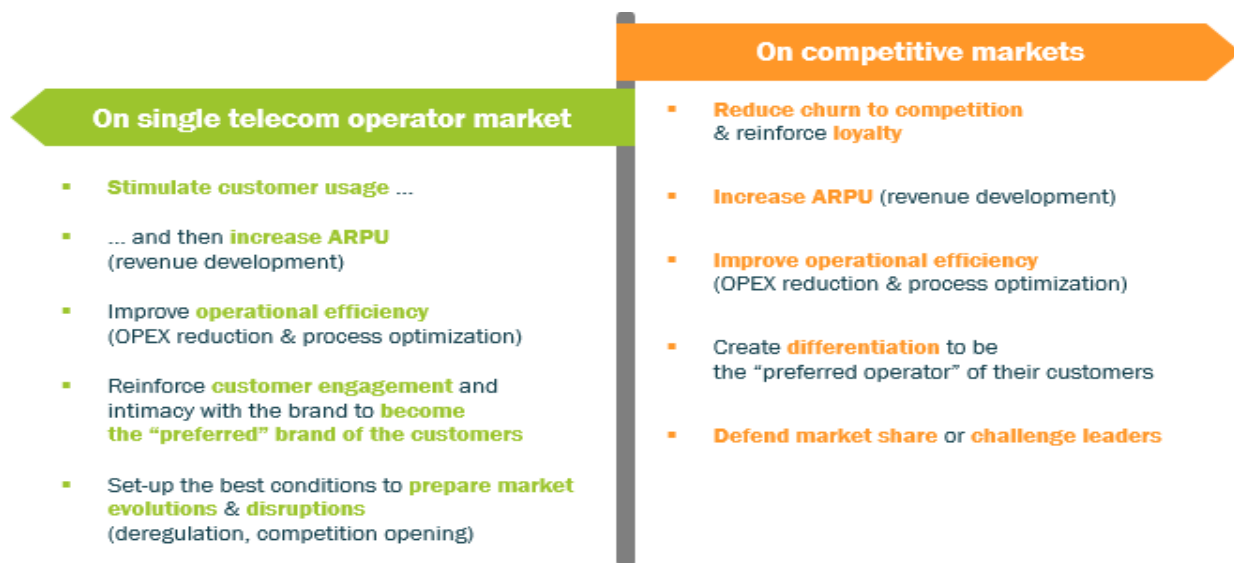 On competitive markets
▪ Reduce churn to competition
& reinforce loyalty
▪ Increase ARPU (revenue development)
▪ Improve operational efficiency
(OPEX reduction & process optimization)
▪ Create differentiation to be
the “preferred operator” of their customers
▪ Defend market share or challenge leaders
On single telecom operator market
▪ Stimulate customer usage ...
▪ ... and then increase ARPU
(revenue development)
▪ Improve operational efficiency
(OPEX reduction & process optimization)
▪ Reinforce customer engagement and
intimacy with the brand to become
the “preferred” brand of the customers
▪ Set-up the best conditions to prepare market
evolutions & disruptions
(deregulation, competition opening)